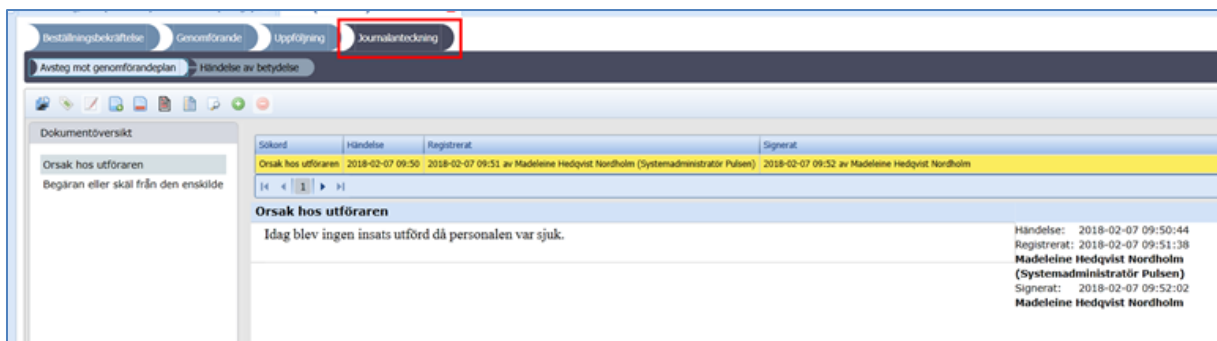 Beställningsbekräftelse Genomförande Uppföljning Journalanteckning
Avsteg mot genomförandeplan Händelse av betydelse
Dokumentöversikt
Orsak hos utföraren
Begäran eller skäl från den enskilde
Sökord Händelse Registrerat Signerat
Orsak hos utföraren 2018-02-07 09:50 2018-02-07 09:51 av Madeleine Hedqvist Nordholm (Systemadministratör Pulsen) 2018-02-07 09:52 av Madeleine Hedqvist Nordholm
1
Orsak hos utföraren
Idag blev ingen insats utförd då personalen var sjuk.
Händelse: 2018-02-07 09:50:44
Registrerat: 2018-02-07 09:51:38
Madeleine Hedqvist Nordholm
(Systemadministratör Pulsen)
Signerat: 2018-02-07 09:52:02
Madeleine Hedqvist Nordholm